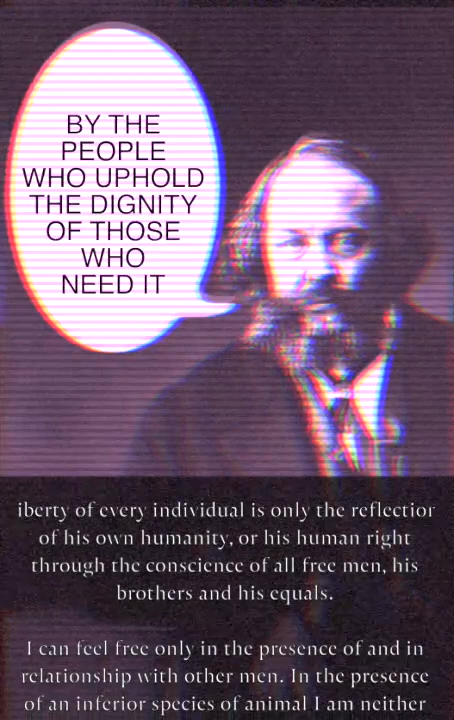 BY THE
PEOPLE
WHO UPHOLD
THE DIGNITY
OF THOSE
WHO
NEED IT
iberty of every individual is only the reflection
of his own humanity, or his human right
through the conscience of all free men, his
brothers and his equals.
I can feel free only in the presence of and in
relationship with other men. In the presence
of an inferior species of animal I am neither